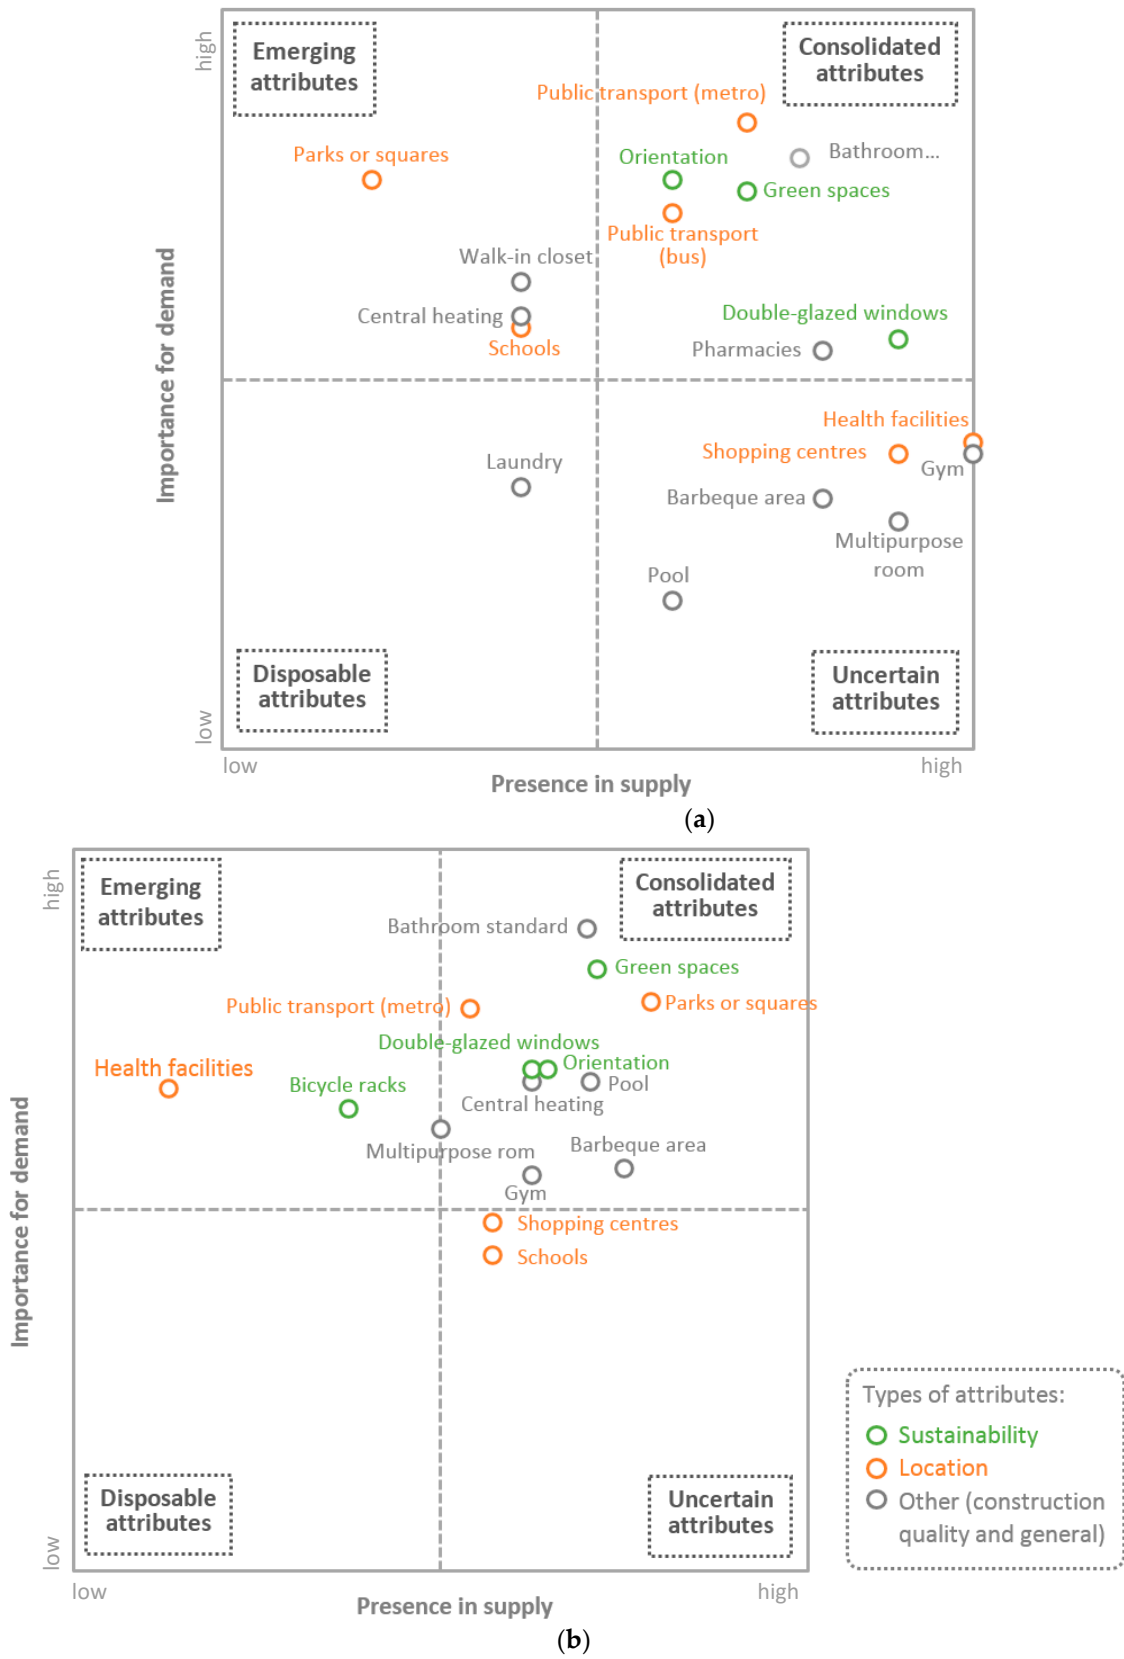 high
Emerging
attributes
Consolidated
attributes
Public transport (metro)
Parks or squares
Orientation
Bathroom...
Green spaces
Public transport
(bus)
Walk-in closet
Central heating
Schools
Double-glazed windows
Pharmacies
Importance for demand
Health facilities
Shopping centres
Gym
Laundry
Barbeque area
Multipurpose
room
Pool
Disposable
attributes
Uncertain
attributes
low
low
high
Presence in supply
(a)
high
Emerging
attributes
Consolidated
attributes
Bathroom standard
Green spaces
Public transport (metro)
Parks or squares
Double-glazed windows
Orientation
Health facilities
Bicycle racks
Pool
Central heating
Multipurpose rom
Barbeque area
Gym
Importance for demand
Shopping centres
Schools
Disposable
attributes
Uncertain
attributes
low
low
high
Presence in supply
(b)
Types of attributes:
Sustainability
Location
Other (construction
quality and general)